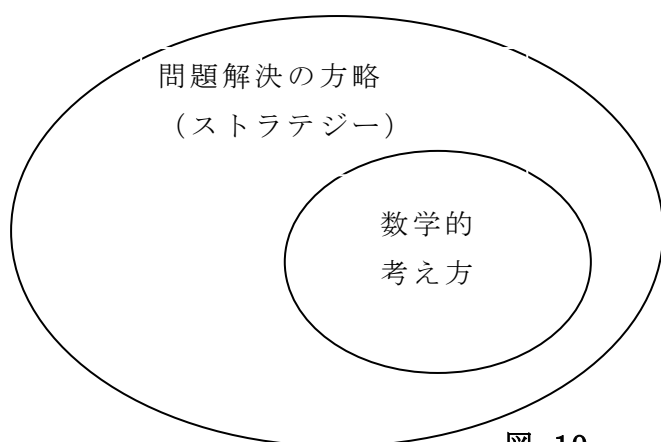 問題解決の方略
(ストラテジー)
数学的
考え方
図 10